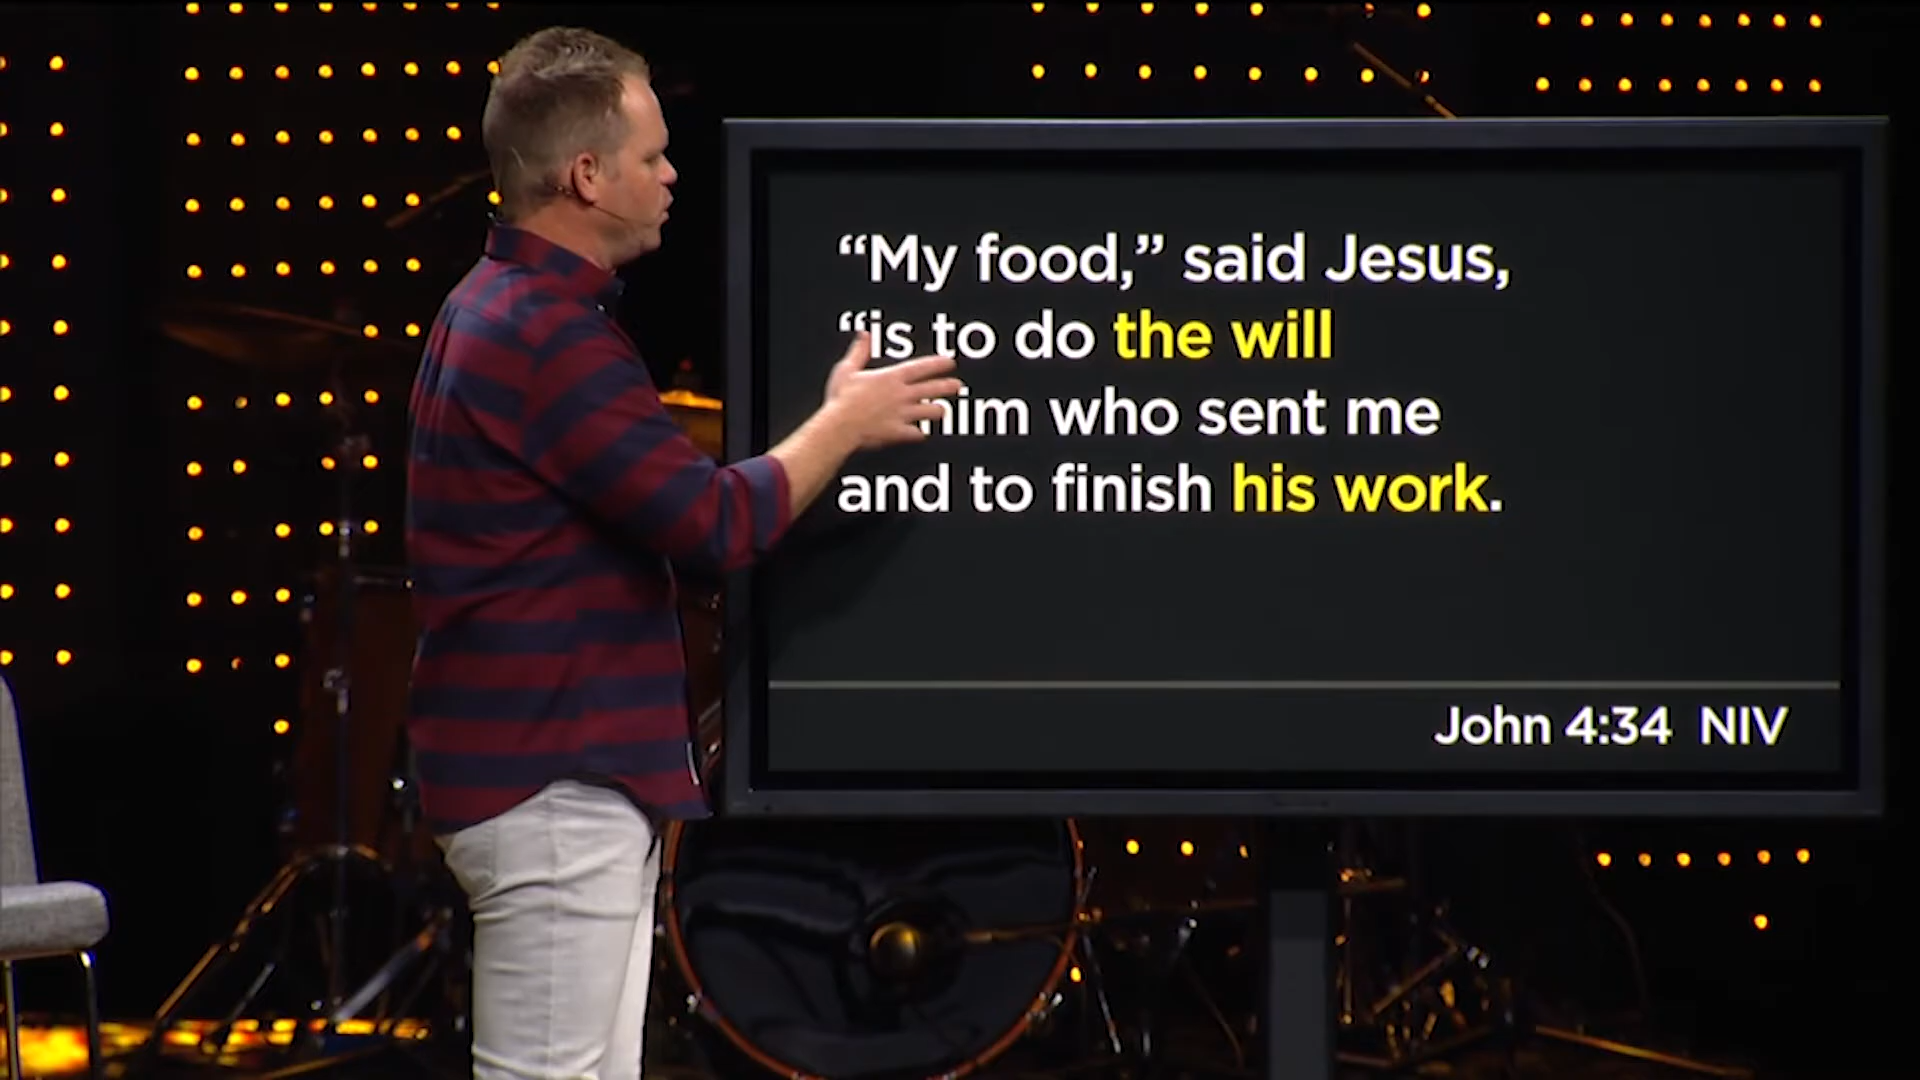 “My food,” said Jesus,
“is to do the will
him who sent me
and to finish his work.
John 4:34 NIV